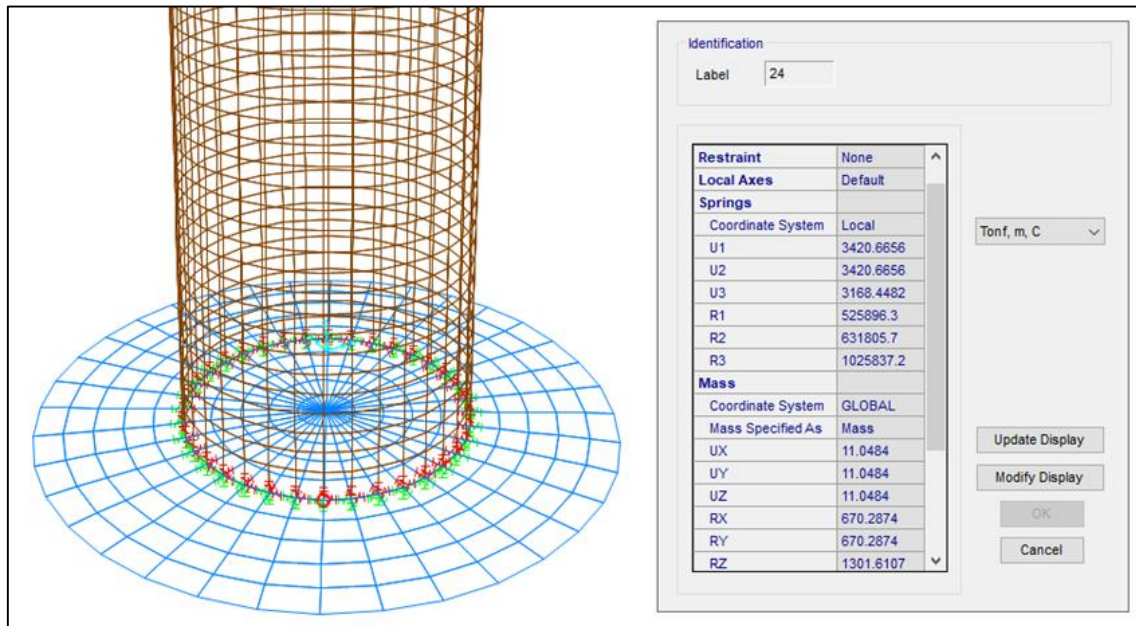 Identification
Label 24
Restraint None
Local Axes Default
Springs
Coordinate System Local
U1 3420.6656
U2 3420.6656
U3 3168.4482
R1 525896.3
R2 631805.7
R3 1025837.2
Mass
Coordinate System GLOBAL
Mass Specified As Mass
UX 11.0484
UY 11.0484
UZ 11.0484
RX 670.2874
RY 670.2874
RZ 1301.6107
Tonf, m, C
Update Display
Modify Display
OK
Cancel